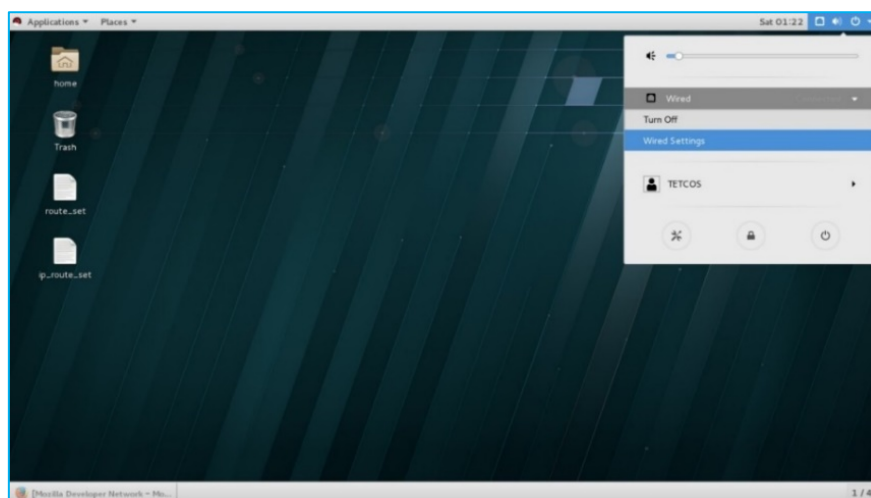 Applications Places Sat 01:22
home
Trash
route_set
ip_route_set
Wired
Turn Off
Wired Settings
TETCOS
[Mozilla Developer Network – Mo...
1 / 4